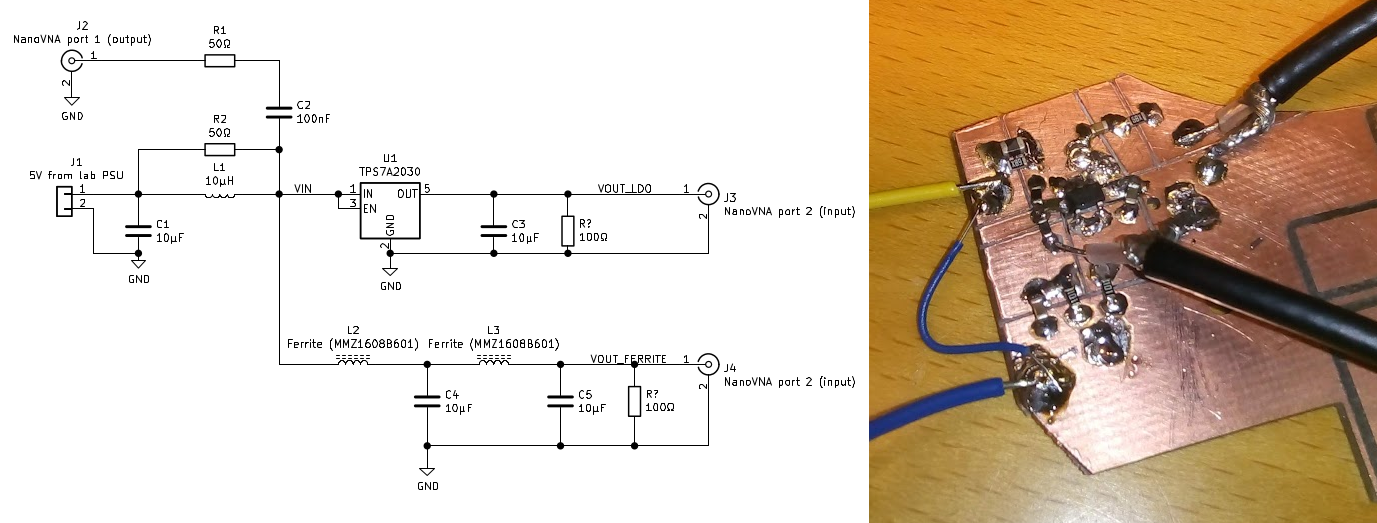 J2
NanoVNA port 1 (output)
1
2
GND
R1
50Ω
C2
100nF
R2
50Ω
L1
10µH
J1
5V from lab PSU
1
2
C1
10µF
GND
VIN
U1
TPS7A2030
1
IN
OUT
5
3
EN
GND
2
GND
C3
10µF
R?
100Ω
VOUT_LDO
1
2
J3
NanoVNA port 2 (input)
L2
Ferrite (MMZ1608B601)
L3
Ferrite (MMZ1608B601)
C4
10µF
C5
10µF
R?
100Ω
VOUT_FERRITE
1
2
J4
NanoVNA port 2 (input)
GND